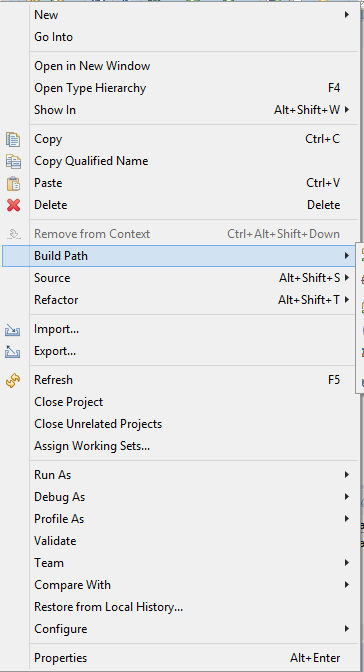 New
Go Into
Open in New Window
Open Type Hierarchy F4
Show In Alt+Shift+W
Copy Ctrl+C
Copy Qualified Name
Paste Ctrl+V
Delete Delete
Remove from Context Ctrl+Alt+Shift+Down
Build Path
Source Alt+Shift+S
Refactor Alt+Shift+T
Import...
Export...
Refresh F5
Close Project
Close Unrelated Projects
Assign Working Sets...
Run As
Debug As
Profile As
Validate
Team
Compare With
Restore from Local History...
Configure
Properties Alt+Enter